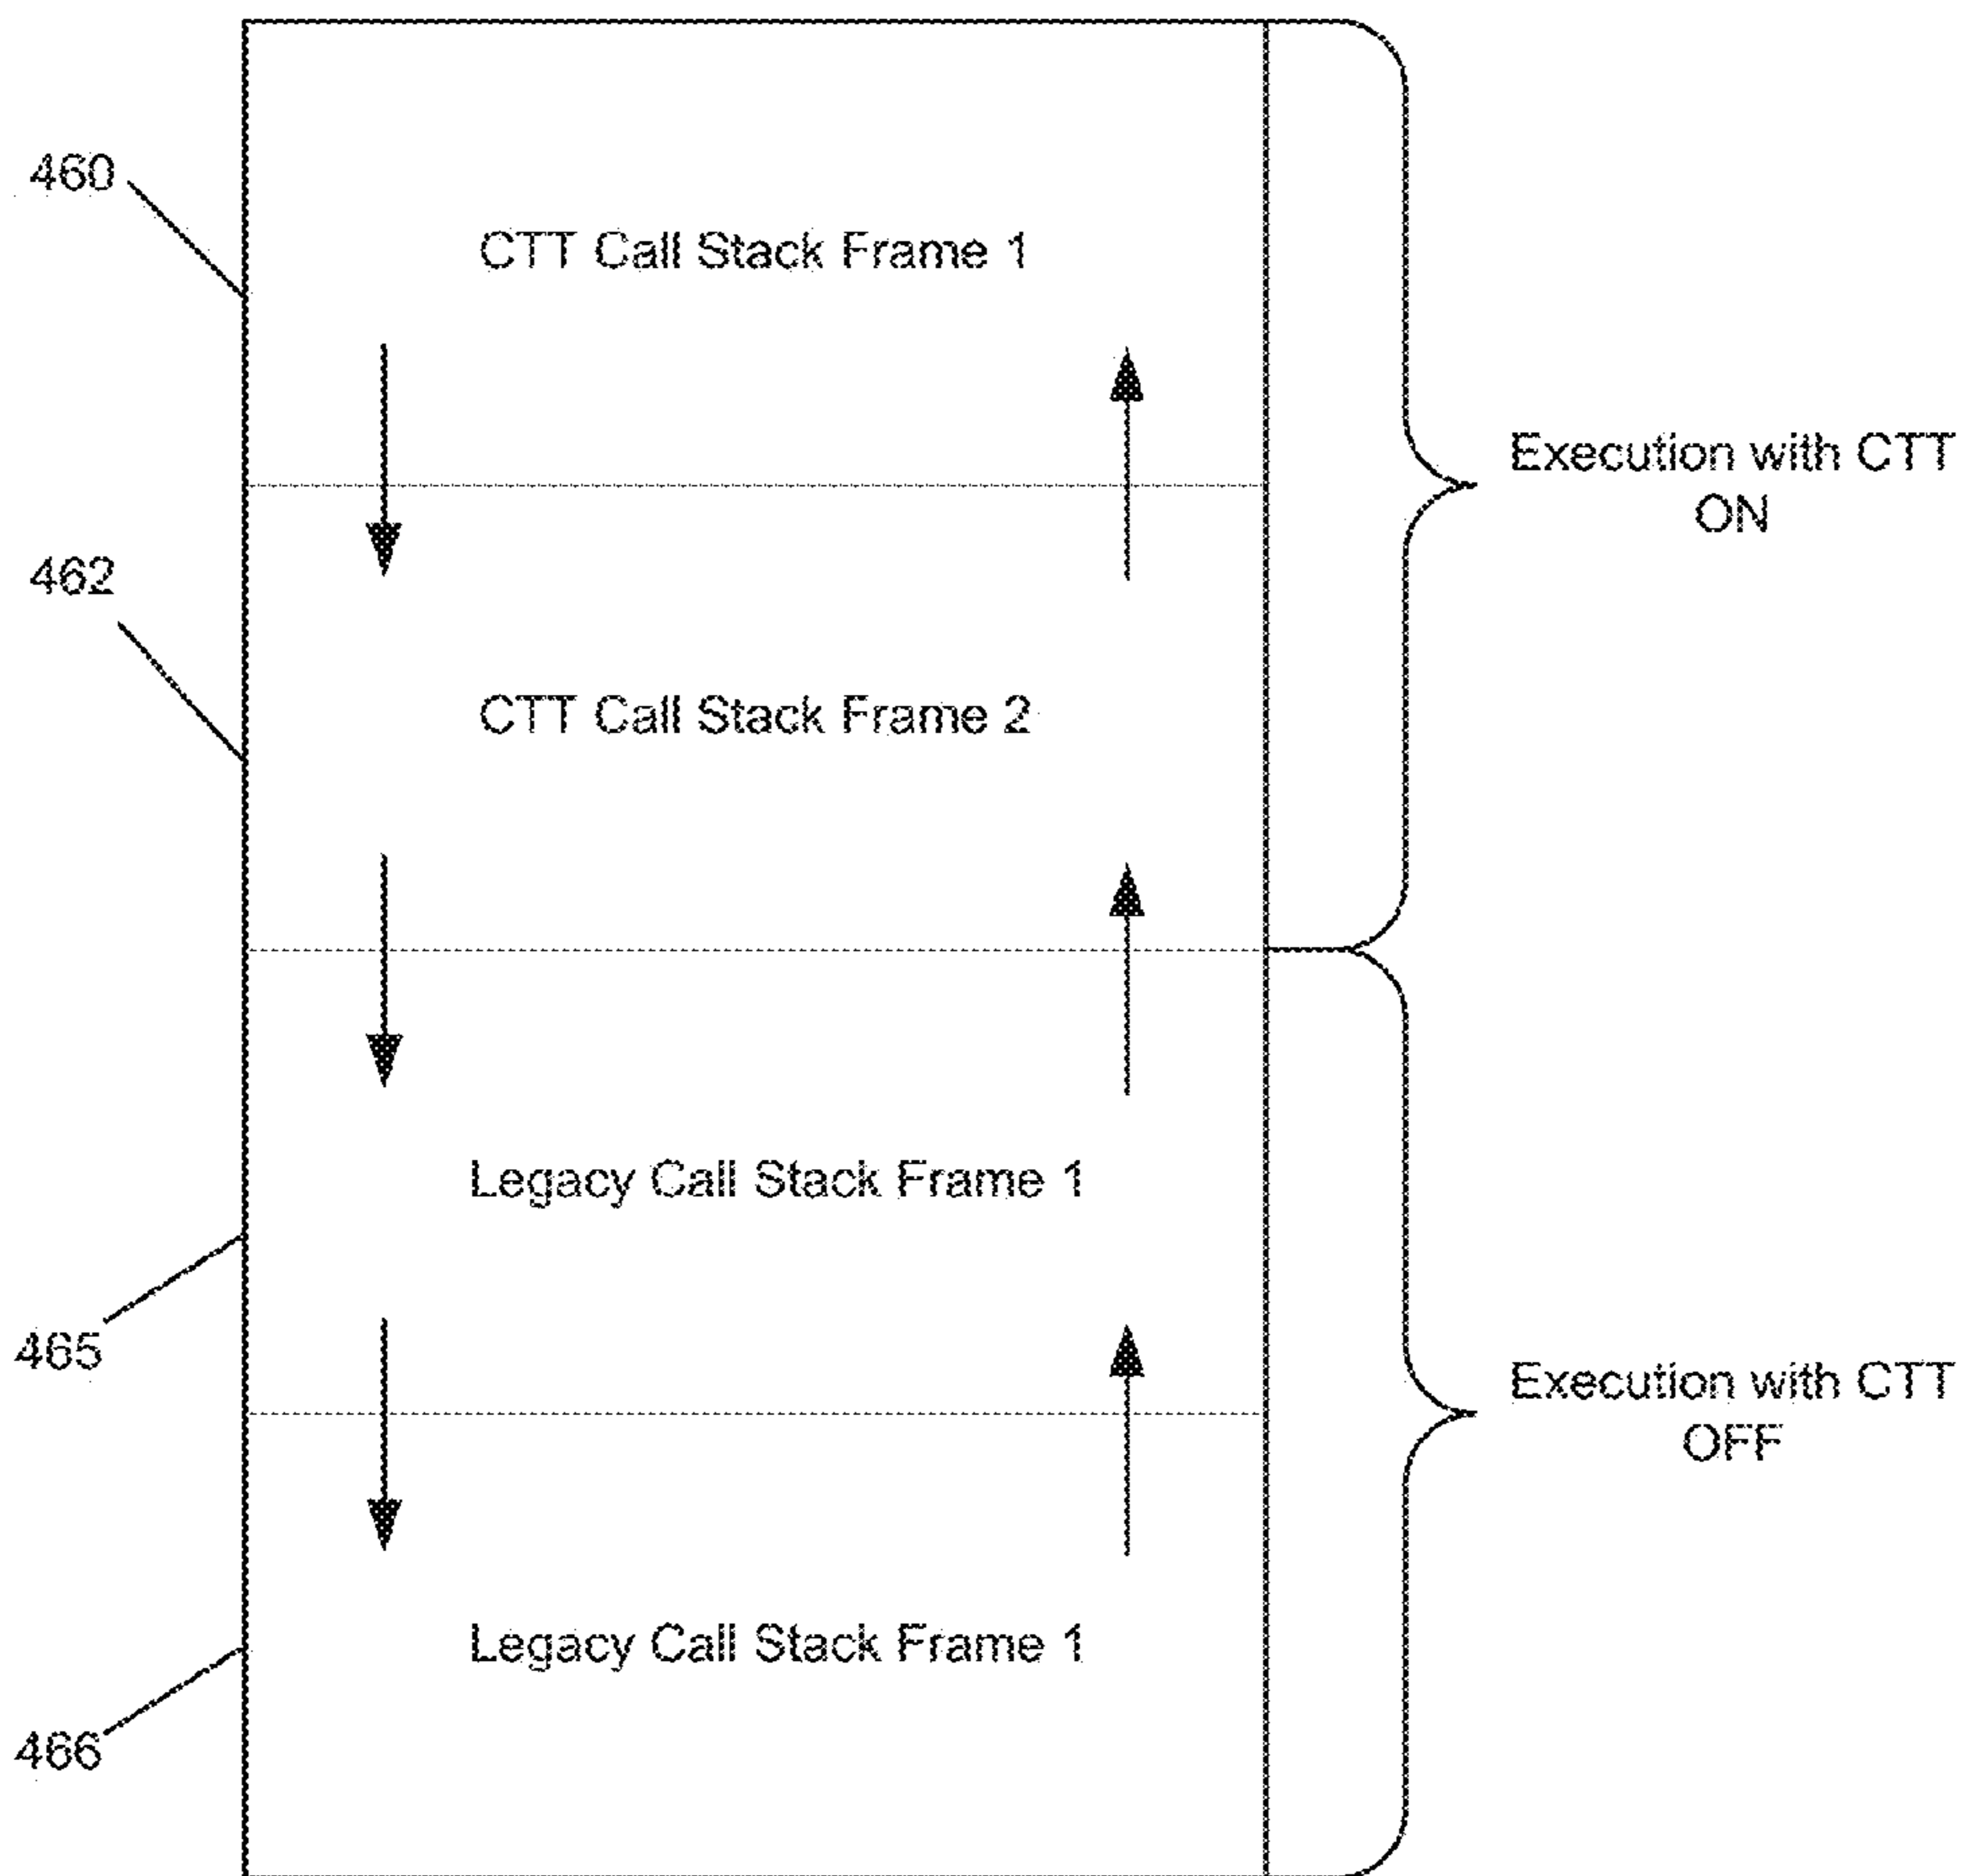 460
CTT Call Stack Frame 1
Execution with CTT
ON
462
CTT Call Stack Frame 2
Legacy Call Stack Frame 1
465
Execution with CTT
OFF
Legacy Call Stack Frame 1
466